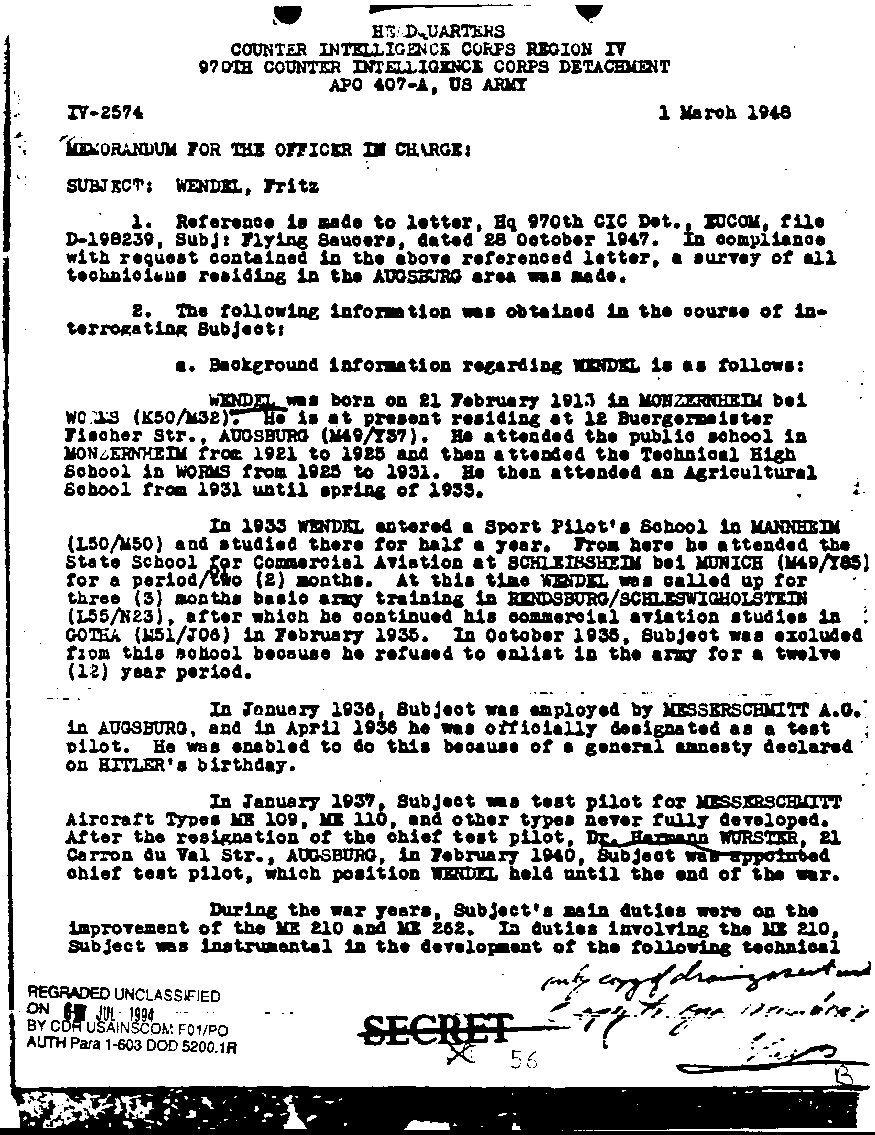 HEADQUARTERS
COUNTER INTELLIGENCE CORPS REGION IV
970TH COUNTER INTELLIGENCE CORPS DETACHMENT
APO 407-A, US ARMY
IV-2574 1 March 1948
MEMORANDUM FOR THE OFFICER IN CHARGE:
SUBJECT: WENDEL, Fritz
1. Reference is made to letter, Hq 970th CIC Det., EUCOM, file
D-198239, Subj: Flying Saucers, dated 28 October 1947. In compliance
with request contained in the above referenced letter, a survey of all
technicians residing in the AUGSBURG area was made.
2. The following information was obtained in the course of in-
terrogating Subject:
a. Background information regarding WENDEL is as follows:
WENDEL was born on 21 February 1913 in MONZERNHEIM bei
WORMS (K50/M32). He is at present residing at 12 Buergermeister
Fischer Str., AUGSBURG (M49/Y37). He attended the public school in
MONZERNHEIM from 1921 to 1925 and then attended the Technical High
School in WORMS from 1925 to 1931. He then attended an Agricultural
School from 1931 until spring of 1933.
In 1933 WENDEL entered a Sport Pilot's School in MANNHEIM
(L50/M50) and studied there for half a year. From here he attended the
State School for Commercial Aviation at SCHLEISSHEIM bei MUNICH (M49/Y85)
for a period/two (2) months. At this time WENDEL was called up for
three (3) months basic army training in RENDSBURG/SCHLESWIGHOLSTEIN
(L55/N23), after which he continued his commercial aviation studies in
GOTHA (M51/J06) in February 1935. In October 1935, Subject was excluded
from this school because he refused to enlist in the army for a twelve
(12) year period.
In January 1936, Subject was employed by MESSERSCHMITT A.G.
in AUGSBURG, and in April 1936 he was officially designated as a test
pilot. He was enabled to do this because of a general amnesty declared
on HITLER's birthday.
In January 1937, Subject was test pilot for MESSERSCHMITT
Aircraft Types ME 109, ME 110, and other types never fully developed.
After the resignation of the chief test pilot, Dr. Hermann WURSTER, 21
Carron du Val Str., AUGSBURG, in February 1940, Subject was appointed
chief test pilot, which position WENDEL held until the end of the war.
During the war years, Subject's main duties were on the
improvement of the ME 210 and ME 262. In duties involving the ME 210,
Subject was instrumental in the development of the following technical
only copy of
REGRADED UNCLASSIFIED
ON JUL 1994
BY CDR USAINSCOM F01/PO
AUTH Para 1-603 DOD 5200.1R
SECRET
56
B